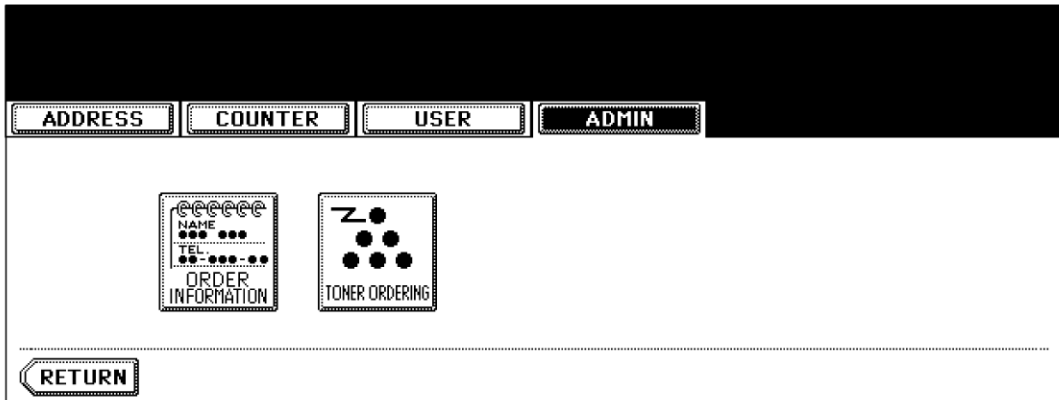 ADDRESS COUNTER USER ADMIN
NAME
TEL.
ORDER
INFORMATION
TONER ORDERING
RETURN